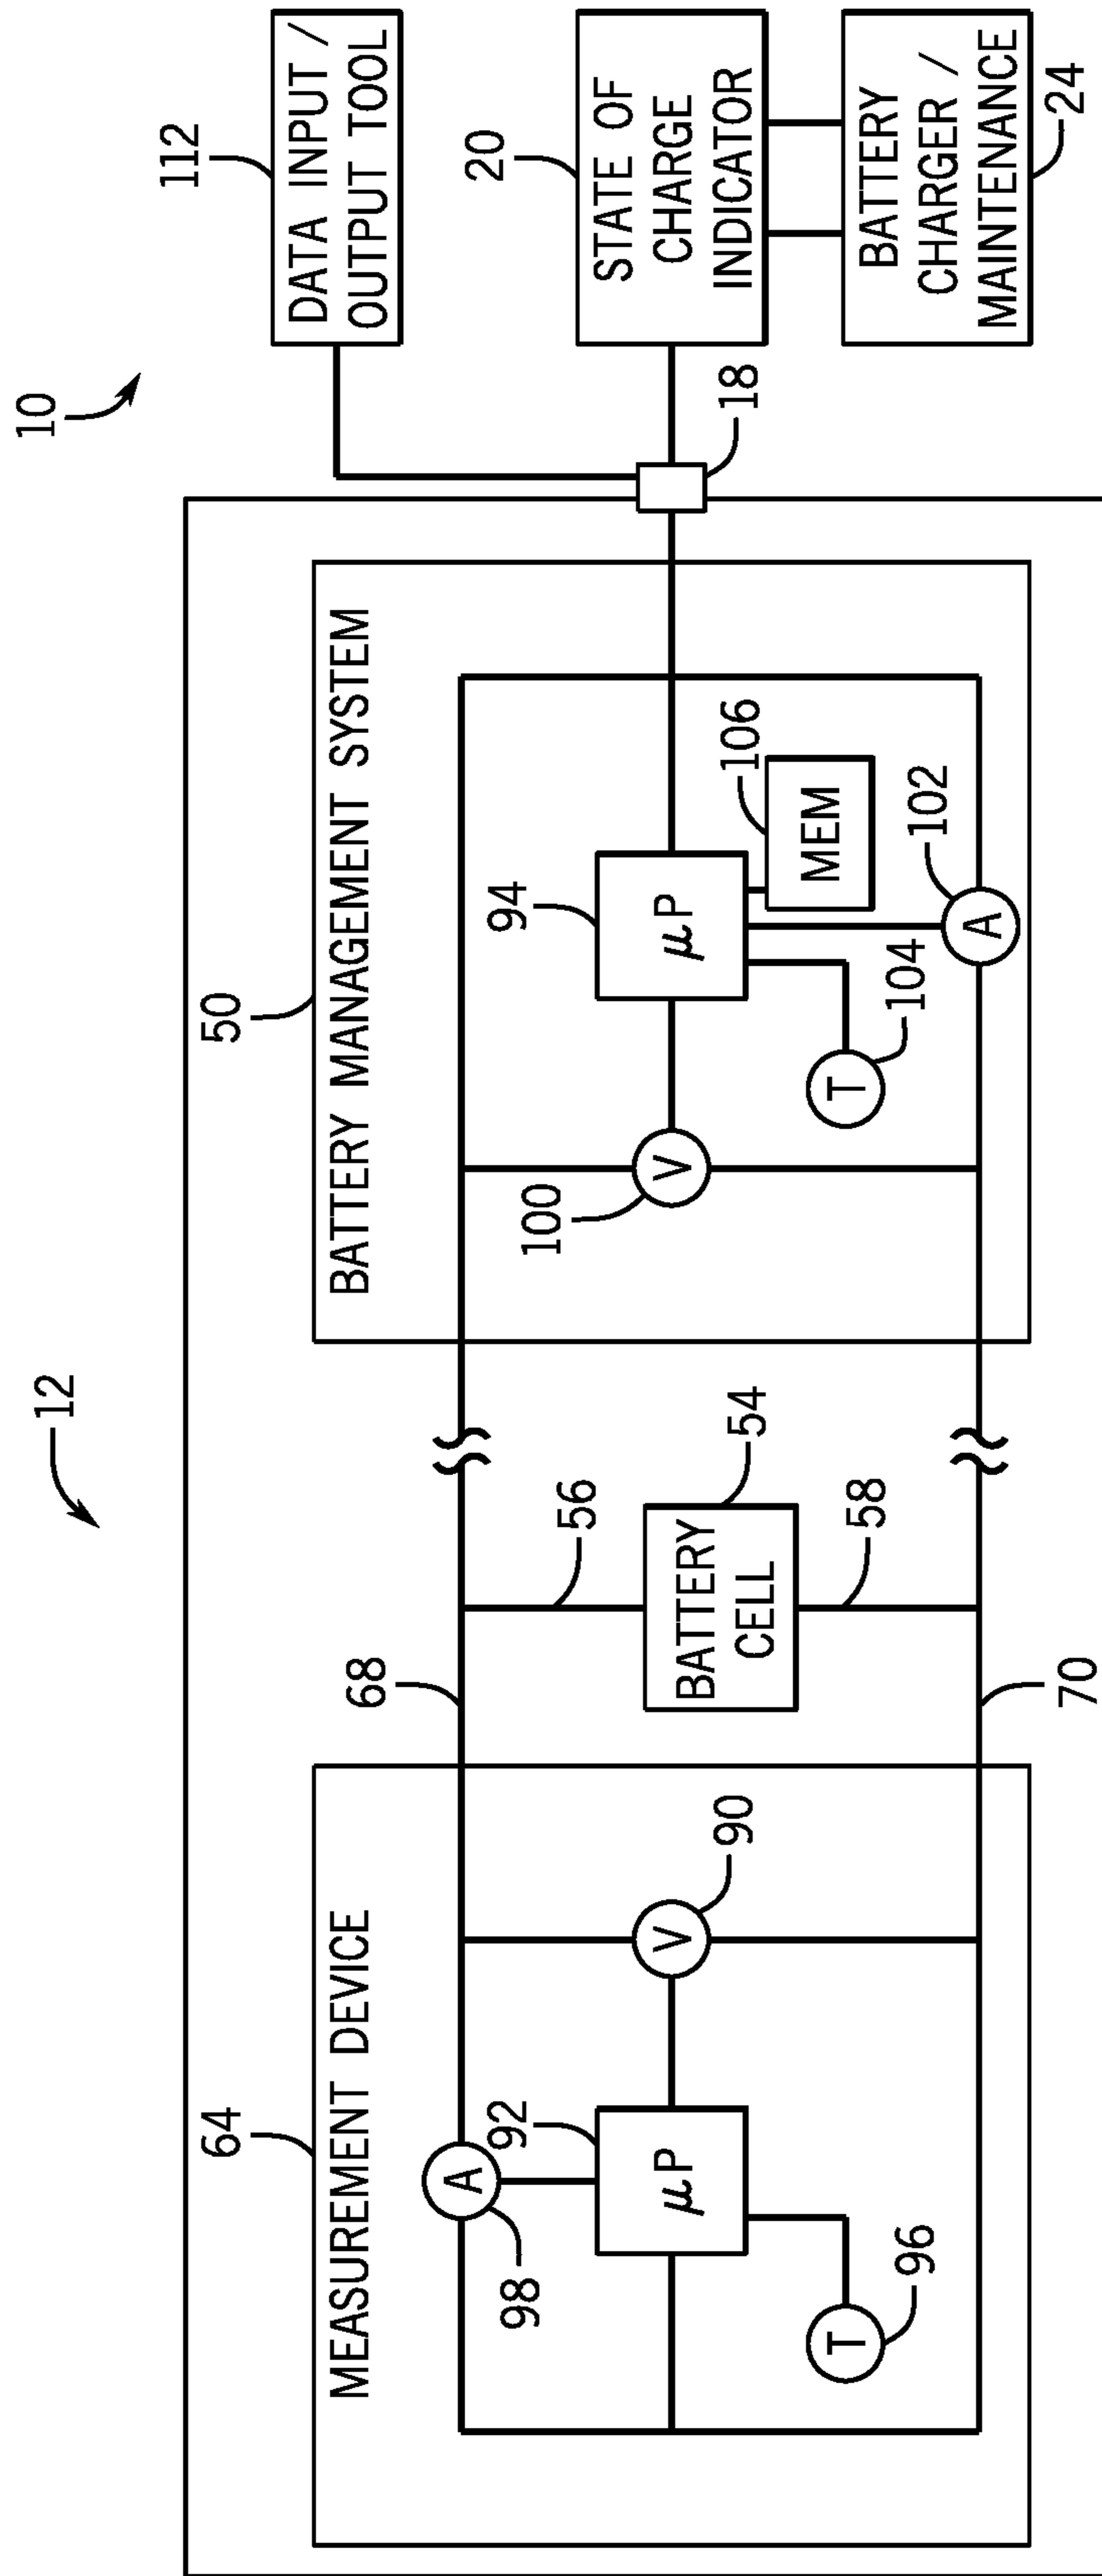 10
12
112
DATA INPUT /
OUTPUT TOOL
64
50
MEASUREMENT DEVICE
BATTERY MANAGEMENT SYSTEM
68
A
98
92
μP
V
90
T
96
56
BATTERY
CELL
54
58
70
100
V
94
μP
106
MEM
T
104
A
102
18
20
STATE OF
CHARGE
INDICATOR
BATTERY
CHARGER /
MAINTENANCE
24